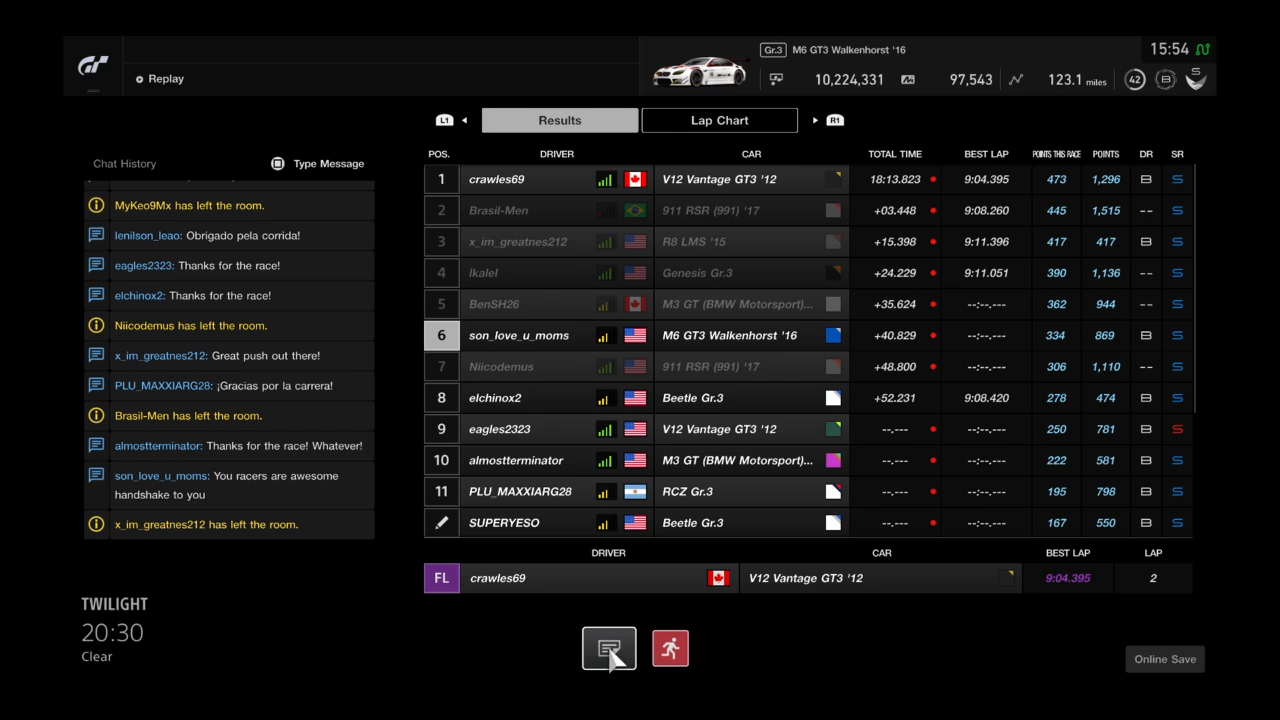 Gr.3 M6 GT3 Walkenhorst '16
15:54
Replay
10,224,331 97,543 123.1 miles 42 B S
L1 Results Lap Chart R1
Chat History Type Message
MyKeo9Mx has left the room.
lenilson_leao: Obrigado pela corrida!
eagles2323: Thanks for the race!
elchinox2: Thanks for the race!
Niicodemus has left the room.
x_im_greatnes212: Great push out there!
PLU_MAXXIARG28: ¡Gracias por la carrera!
Brasil-Men has left the room.
almostterminator: Thanks for the race! Whatever!
son_love_u_moms: You racers are awesome
handshake to you
x_im_greatnes212 has left the room.
POS. DRIVER CAR TOTAL TIME BEST LAP POINTS THIS RACE POINTS DR SR
1 crawles69 V12 Vantage GT3 '12 18:13.823 9:04.395 473 1,296 B S
2 Brasil-Men 911 RSR (991) '17 +03.448 9:08.260 445 1,515 -- S
3 x_im_greatnes212 R8 LMS '15 +15.398 9:11.396 417 417 B S
4 Ikalel Genesis Gr.3 +24.229 9:11.051 390 1,136 -- S
5 BenSH26 M3 GT (BMW Motorsport)... +35.624 --:--.--- 362 944 -- S
6 son_love_u_moms M6 GT3 Walkenhorst '16 +40.829 --:--.--- 334 869 B S
7 Niicodemus 911 RSR (991) '17 +48.800 --:--.--- 306 1,110 -- S
8 elchinox2 Beetle Gr.3 +52.231 9:08.420 278 474 B S
9 eagles2323 V12 Vantage GT3 '12 --.--- --:--.--- 250 781 B S
10 almostterminator M3 GT (BMW Motorsport)... --.--- --:--.--- 222 581 B S
11 PLU_MAXXIARG28 RCZ Gr.3 --.--- --:--.--- 195 798 B S
SUPERYESO Beetle Gr.3 --.--- --:--.--- 167 550 B S
DRIVER CAR BEST LAP LAP
FL crawles69 V12 Vantage GT3 '12 9:04.395 2
TWILIGHT
20:30
Clear
Online Save